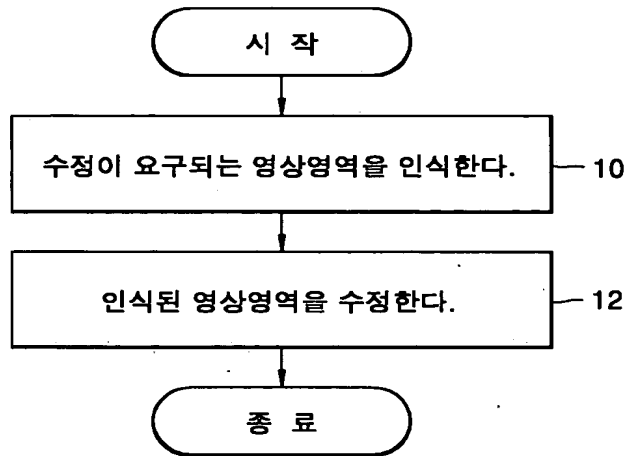 시 작
수정이 요구되는 영상영역을 인식한다.
10
인식된 영상영역을 수정한다.
12
종 료